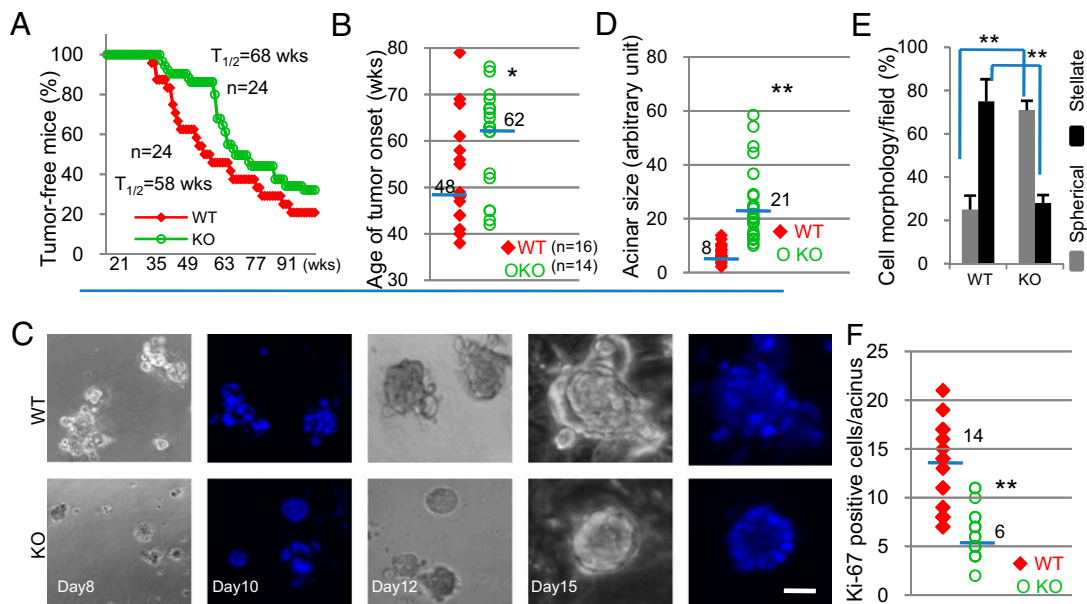 A
Tumor-free mice (%)
100
80
60
40
20
0
T1/2=68 wks
n=24
n=24
T1/2=58 wks
WT
KO
21 35 49 63 77 91 (wks)
B
Age of tumor onset (wks)
80
70
60
50
40
30
*
62
48
WT (n=16)
OKO (n=14)
D
Acinar size (arbitrary unit)
80
60
40
20
0
**
21
8
WT
O KO
E
Cell morphology/field (%)
100
80
60
40
20
0
**
**
WT KO
Spherical
Stellate
C
WT
KO
Day8
Day10
Day12
Day15
F
Ki-67 positive cells/acinus
25
20
15
10
5
0
14
**
6
WT
O KO